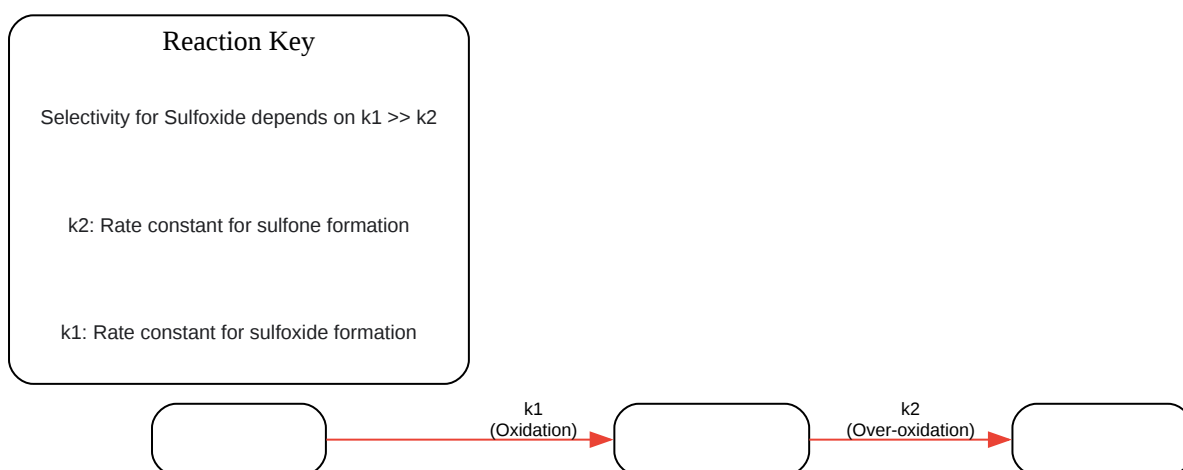 Reaction Key
Selectivity for Sulfoxide depends on k1 >> k2
k2: Rate constant for sulfone formation
k1: Rate constant for sulfoxide formation
k1
(Oxidation)
k2
(Over-oxidation)